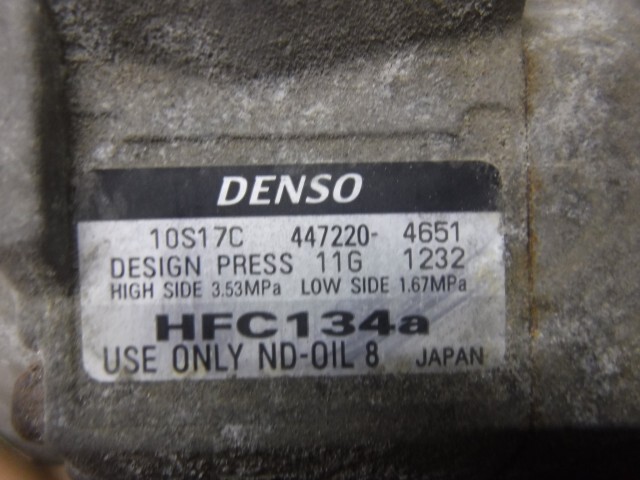 DENSO
10S17C 447220- 4651
DESIGN PRESS 11G 1232
HIGH SIDE 3.53MPa LOW SIDE 1.67MPa
HFC134a
USE ONLY ND-OIL 8 JAPAN